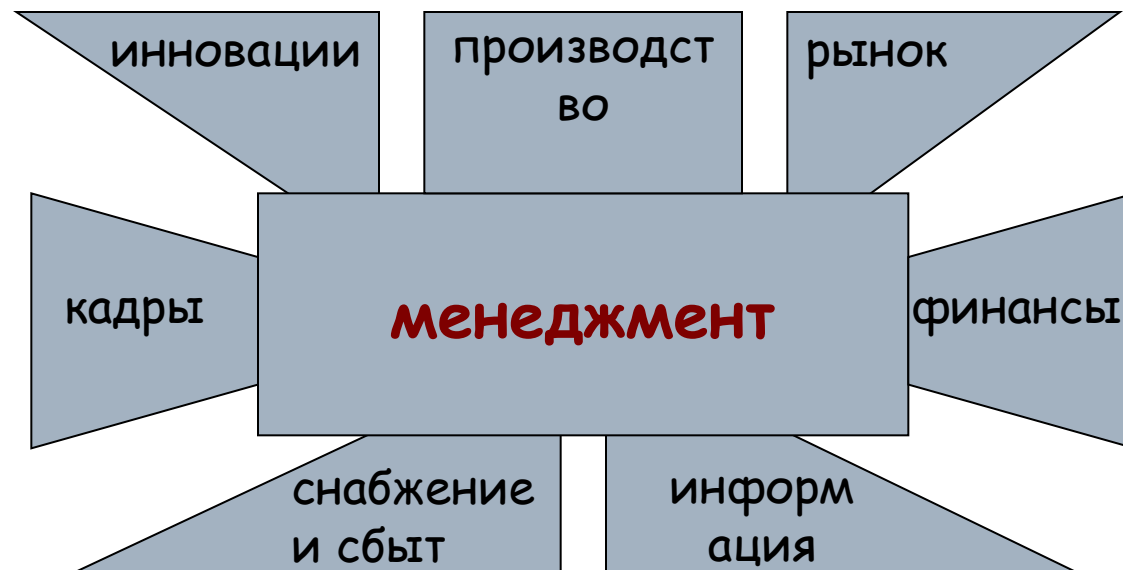 инновации
производст
во
рынок
кадры
менеджмент
финансы
снабжение
и сбыт
информ
ация